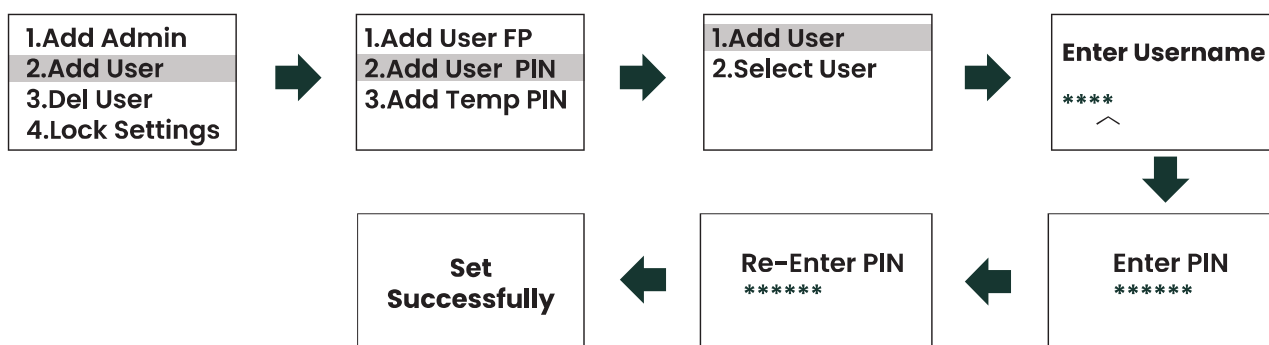 1.Add Admin
2.Add User
3.Del User
4.Lock Settings
1.Add User FP
2.Add User PIN
3.Add Temp PIN
1.Add User
2.Select User
Enter Username
****
Enter PIN
******
Re-Enter PIN
******
Set
Successfully